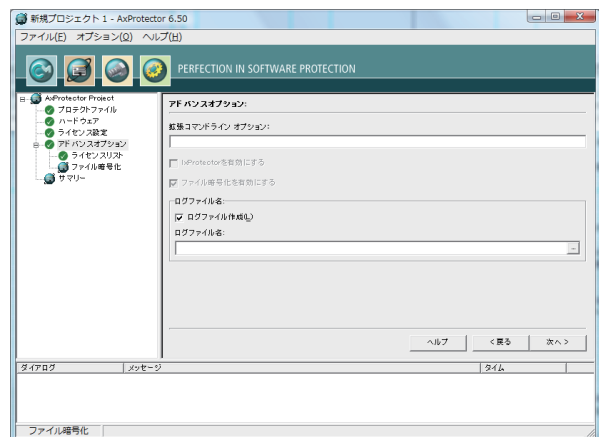 新規プロジェクト 1 - AxProtector 6.50
ファイル(F) オプション(O) ヘルプ(H)
PERFECTION IN SOFTWARE PROTECTION
AxProtector Project
プロテクトファイル
ハードウェア
ライセンス設定
アドバンスオプション
ライセンスリスト
ファイル暗号化
サマリー
アドバンスオプション:
拡張コマンドライン オプション:
IxProtectorを有効にする
ファイル暗号化を有効にする
ログファイル名:
ログファイル作成(L)
ログファイル名:
...
ヘルプ
< 戻る
次へ >
ダイアログ メッセージ タイム
ファイル暗号化